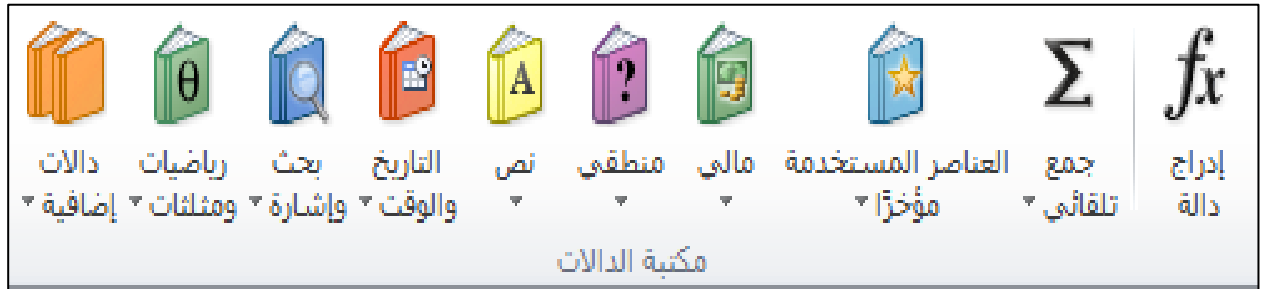 fx
Σ
?
A
θ
إدراج
دالة
جمع
تلقائي
العناصر المستخدمة
مؤخرًا
مالي
منطقي
نص
التاريخ
والوقت
بحث
وإشارة
رياضيات
ومثلثات
دالات
إضافية
مكتبة الدالات